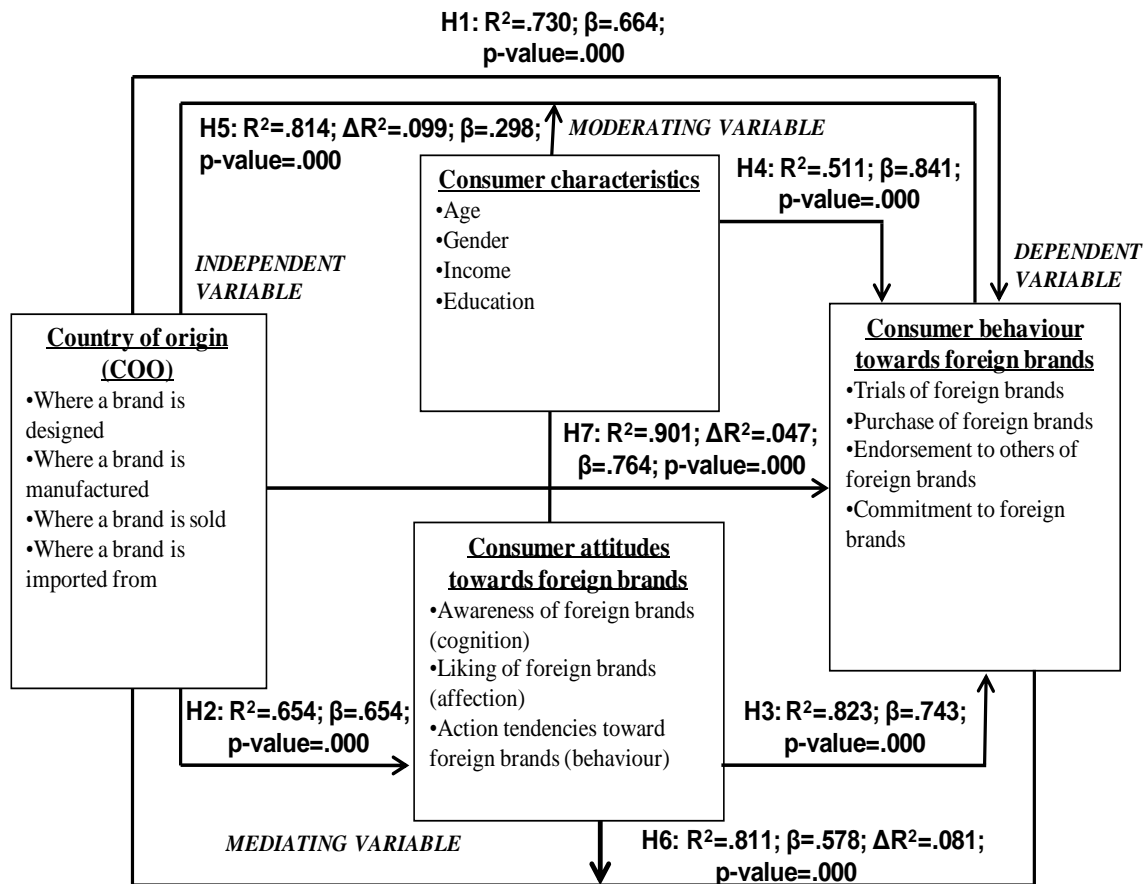 H1: R²=.730; β=.664;
p-value=.000
H5: R²=.814; ΔR²=.099; β=.298;
p-value=.000
MODERATING VARIABLE
Consumer characteristics
•Age
•Gender
•Income
•Education
H4: R²=.511; β=.841;
p-value=.000
INDEPENDENT
VARIABLE
DEPENDENT
VARIABLE
Country of origin
(COO)
•Where a brand is
designed
•Where a brand is
manufactured
•Where a brand is sold
•Where a brand is
imported from
Consumer behaviour
towards foreign brands
•Trials of foreign brands
•Purchase of foreign brands
•Endorsement to others of
foreign brands
•Commitment to foreign
brands
H7: R²=.901; ΔR²=.047;
β=.764; p-value=.000
Consumer attitudes
towards foreign brands
•Awareness of foreign brands
(cognition)
•Liking of foreign brands
(affection)
•Action tendencies toward
foreign brands (behaviour)
H2: R²=.654; β=.654;
p-value=.000
H3: R²=.823; β=.743;
p-value=.000
MEDIATING VARIABLE
H6: R²=.811; β=.578; ΔR²=.081;
p-value=.000